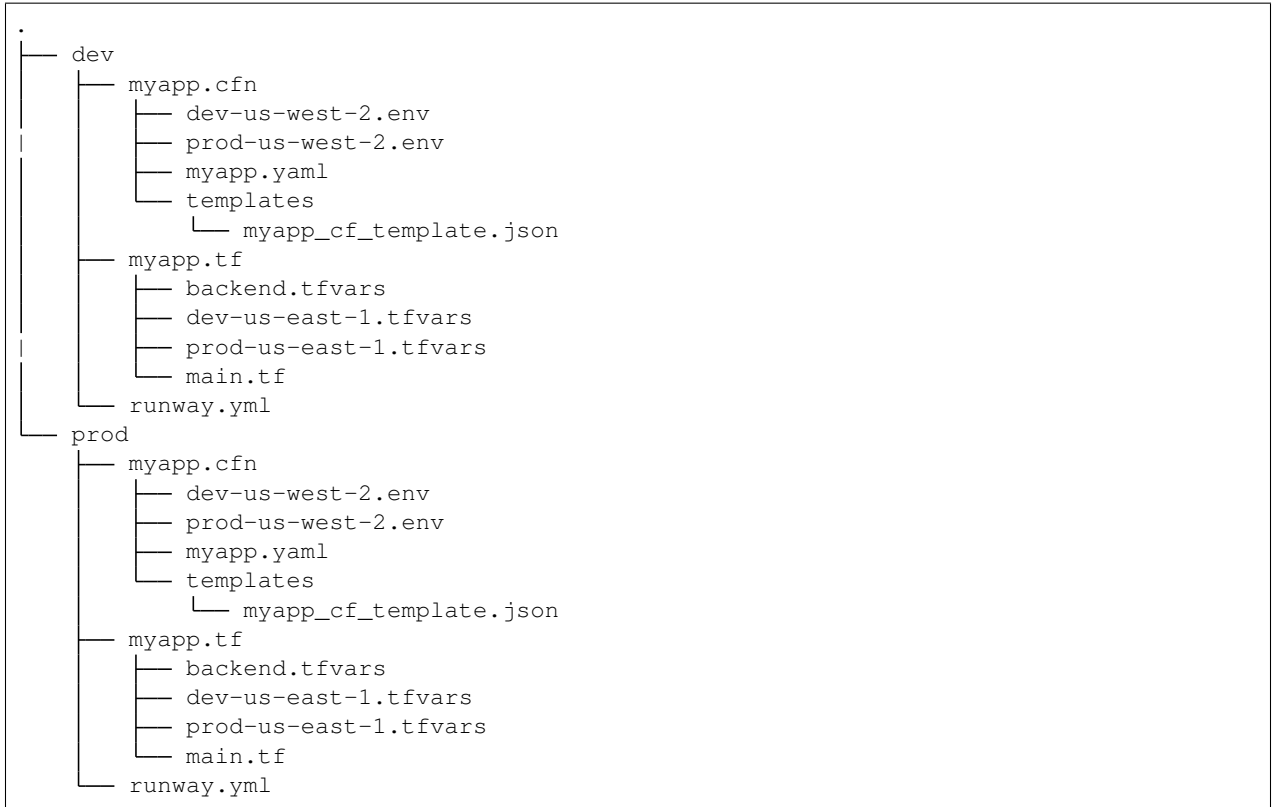 .
├── dev
│   ├── myapp.cfn
│   │   ├── dev-us-west-2.env
|   │   ├── prod-us-west-2.env
│   │   ├── myapp.yaml
│   │   └── templates
│   │       └── myapp_cf_template.json
│   ├── myapp.tf
│   │   ├── backend.tfvars
│   │   ├── dev-us-east-1.tfvars
|   │   ├── prod-us-east-1.tfvars
│   │   └── main.tf
│   └── runway.yml
└── prod
    ├── myapp.cfn
    │   ├── dev-us-west-2.env
    │   ├── prod-us-west-2.env
    │   ├── myapp.yaml
    │   └── templates
    │       └── myapp_cf_template.json
    ├── myapp.tf
    │   ├── backend.tfvars
    │   ├── dev-us-east-1.tfvars
    │   ├── prod-us-east-1.tfvars
    │   └── main.tf
    └── runway.yml